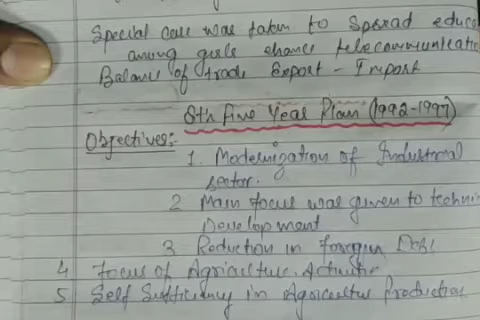 Special care was taken to Spread educa
among girls chance telecommunicatio
Balance of trade Export - Import
8th Five Year Plan (1992-1997)
Objectives:-
1. Modernization of Industrial
sector.
2 Main focus was given to techni
Development
3 Reduction in foreign Debt
4 Focus of Agriculture Activitie
5 Self Sufficiency in Agricultur Production